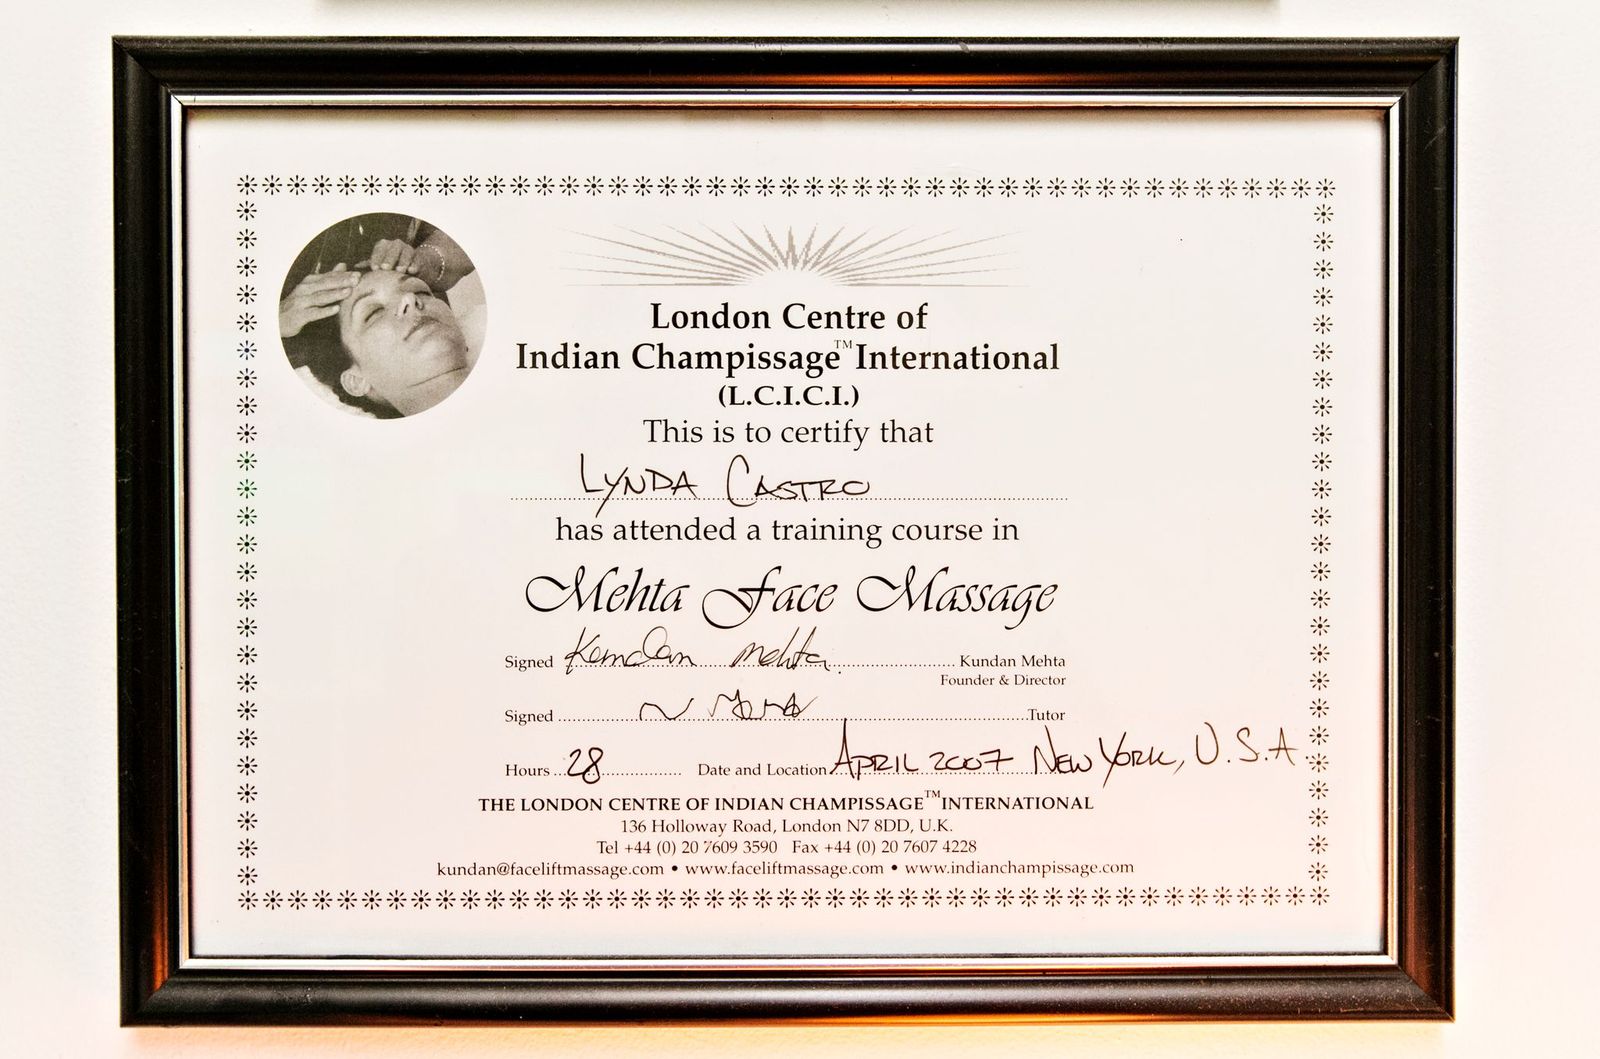 London Centre of
Indian Champissage™ International
(L.C.I.C.I.)
This is to certify that
LYNDA CASTRO
has attended a training course in
Mehta Face Massage
Signed Kundan Mehta Kundan Mehta
Founder & Director
Signed Tutor
Hours 28 Date and Location APRIL 2007 NEW YORK, U.S.A.
THE LONDON CENTRE OF INDIAN CHAMPISSAGE™ INTERNATIONAL
136 Holloway Road, London N7 8DD, U.K.
Tel +44 (0) 20 7609 3590 Fax +44 (0) 20 7607 4228
kundan@faceliftmassage.com • www.faceliftmassage.com • www.indianchampissage.com